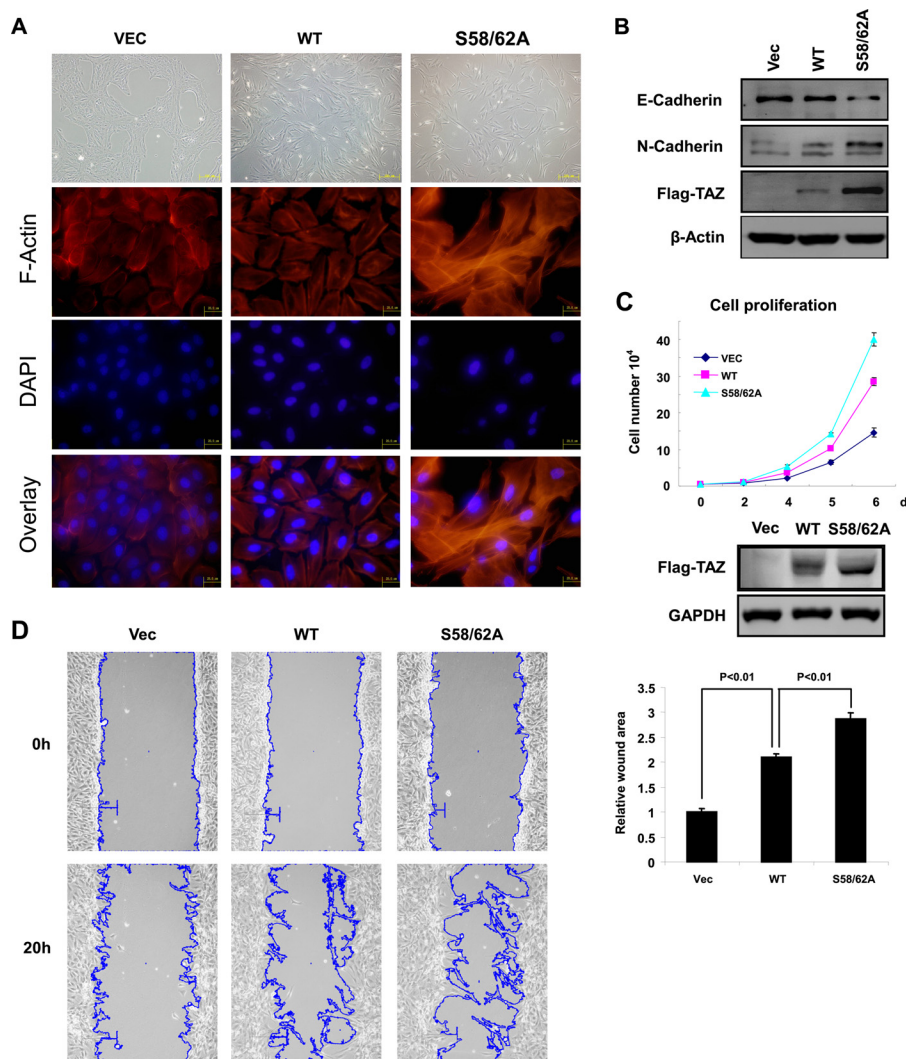 A
VEC WT S58/62A
F-Actin
DAPI
Overlay
B
Vec WT S58/62A
E-Cadherin
N-Cadherin
Flag-TAZ
β-Actin
C
Cell proliferation
Cell number 10⁴
40
30
20
10
0
VEC
WT
S58/62A
0 2 4 5 6 d
Vec WT S58/62A
Flag-TAZ
GAPDH
D
Vec WT S58/62A
0h
20h
P<0.01 P<0.01
Relative wound area
3.5
3
2.5
2
1.5
1
0.5
0
Vec WT S58/62A